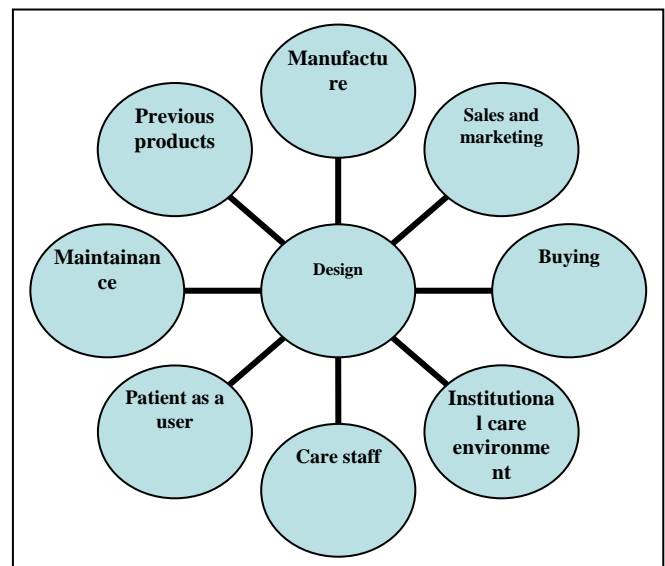 Manufactu
re
Previous
products
Sales and
marketing
Maintainan
ce
Design
Buying
Patient as a
user
Care staff
Institutiona
l care
environme
nt